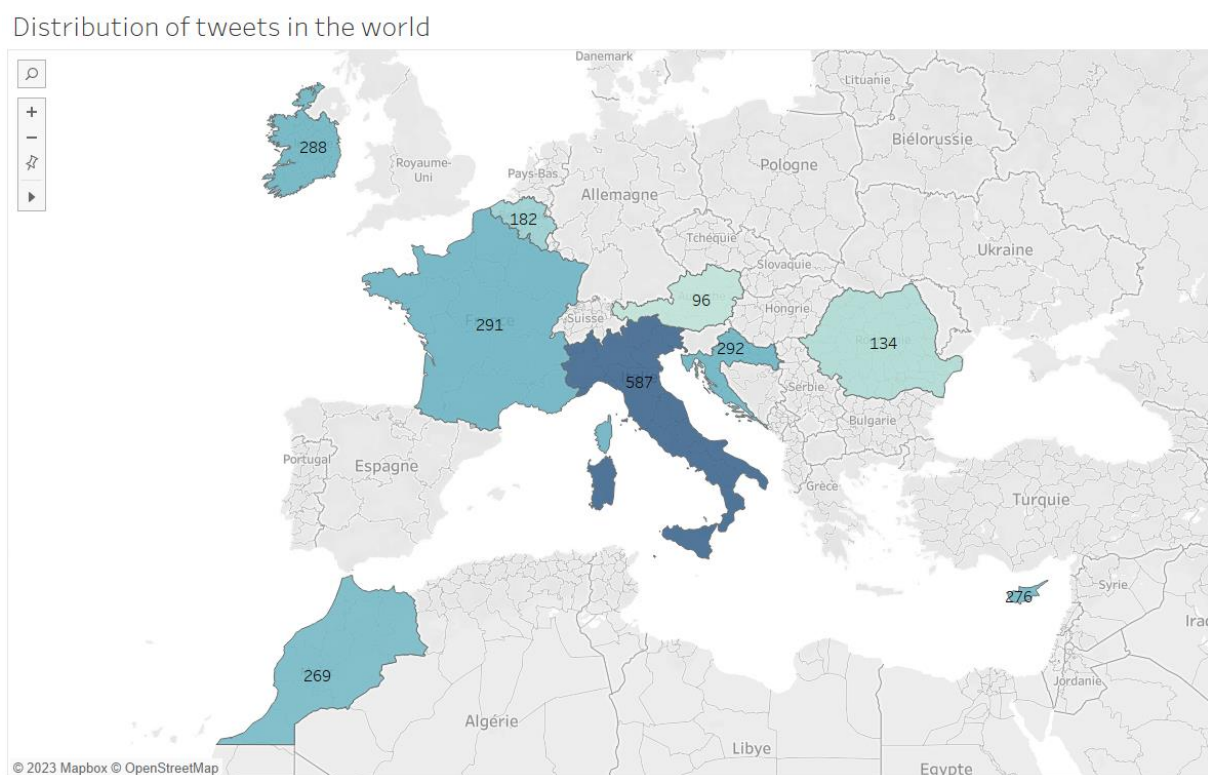 Distribution of tweets in the world
Danemark
Lituanie
Biélorussie
288
Royaume-
Uni
Pays-Bas
Pologne
Allemagne
182
Tchéquie
Ukraine
Slovaquie
96
291
Suisse
Hongrie
292
134
587
Serbie
Bulgarie
Portugal
Espagne
Grèce
Turquie
276
Syrie
Irac
269
Jordanie
Algérie
Libye
Egypte
© 2023 Mapbox © OpenStreetMap